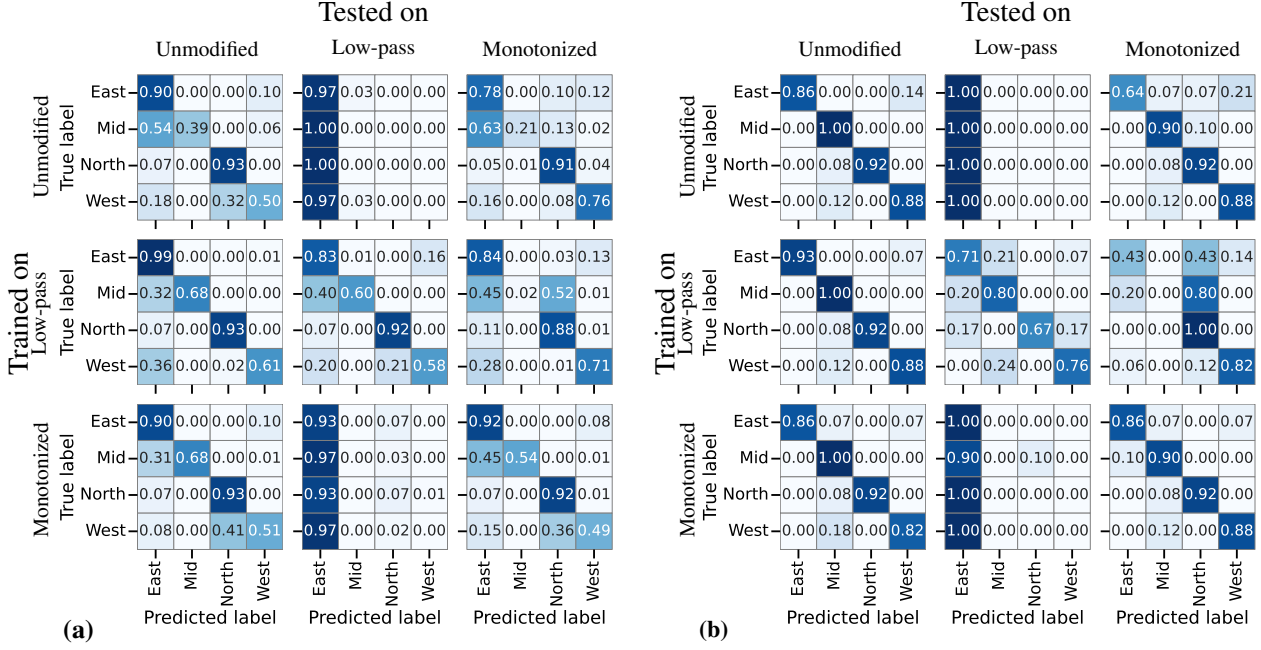 Tested on
Unmodified Low-pass Monotonized
Trained on
Unmodified
True label
East 0.90 0.00 0.00 0.10 0.97 0.03 0.00 0.00 0.78 0.00 0.10 0.12
Mid 0.54 0.39 0.00 0.06 1.00 0.00 0.00 0.00 0.63 0.21 0.13 0.02
North 0.07 0.00 0.93 0.00 1.00 0.00 0.00 0.00 0.05 0.01 0.91 0.04
West 0.18 0.00 0.32 0.50 0.97 0.03 0.00 0.00 0.16 0.00 0.08 0.76
Low-pass
True label
East 0.99 0.00 0.00 0.01 0.83 0.01 0.00 0.16 0.84 0.00 0.03 0.13
Mid 0.32 0.68 0.00 0.00 0.40 0.60 0.00 0.00 0.45 0.02 0.52 0.01
North 0.07 0.00 0.93 0.00 0.07 0.00 0.92 0.00 0.11 0.00 0.88 0.01
West 0.36 0.00 0.02 0.61 0.20 0.00 0.21 0.58 0.28 0.00 0.01 0.71
Monotonized
True label
East 0.90 0.00 0.00 0.10 0.93 0.00 0.07 0.00 0.92 0.00 0.00 0.08
Mid 0.31 0.68 0.00 0.01 0.97 0.00 0.03 0.00 0.45 0.54 0.00 0.01
North 0.07 0.00 0.93 0.00 0.93 0.00 0.07 0.01 0.07 0.00 0.92 0.01
West 0.08 0.00 0.41 0.51 0.97 0.00 0.02 0.00 0.15 0.00 0.36 0.49
East Mid North West East Mid North West East Mid North West
Predicted label Predicted label Predicted label
(a)
Tested on
Unmodified Low-pass Monotonized
Trained on
Unmodified
True label
East 0.86 0.00 0.00 0.14 1.00 0.00 0.00 0.00 0.64 0.07 0.07 0.21
Mid 0.00 1.00 0.00 0.00 1.00 0.00 0.00 0.00 0.00 0.90 0.10 0.00
North 0.00 0.08 0.92 0.00 1.00 0.00 0.00 0.00 0.00 0.08 0.92 0.00
West 0.00 0.12 0.00 0.88 1.00 0.00 0.00 0.00 0.00 0.12 0.00 0.88
Low-pass
True label
East 0.93 0.00 0.00 0.07 0.71 0.21 0.00 0.07 0.43 0.00 0.43 0.14
Mid 0.00 1.00 0.00 0.00 0.20 0.80 0.00 0.00 0.20 0.00 0.80 0.00
North 0.00 0.08 0.92 0.00 0.17 0.00 0.67 0.17 0.00 0.00 1.00 0.00
West 0.00 0.12 0.00 0.88 0.00 0.24 0.00 0.76 0.06 0.00 0.12 0.82
Monotonized
True label
East 0.86 0.07 0.00 0.07 1.00 0.00 0.00 0.00 0.86 0.07 0.00 0.07
Mid 0.00 1.00 0.00 0.00 0.90 0.00 0.10 0.00 0.10 0.90 0.00 0.00
North 0.00 0.08 0.92 0.00 1.00 0.00 0.00 0.00 0.00 0.08 0.92 0.00
West 0.00 0.18 0.00 0.82 1.00 0.00 0.00 0.00 0.00 0.12 0.00 0.88
East Mid North West East Mid North West East Mid North West
Predicted label Predicted label Predicted label
(b)